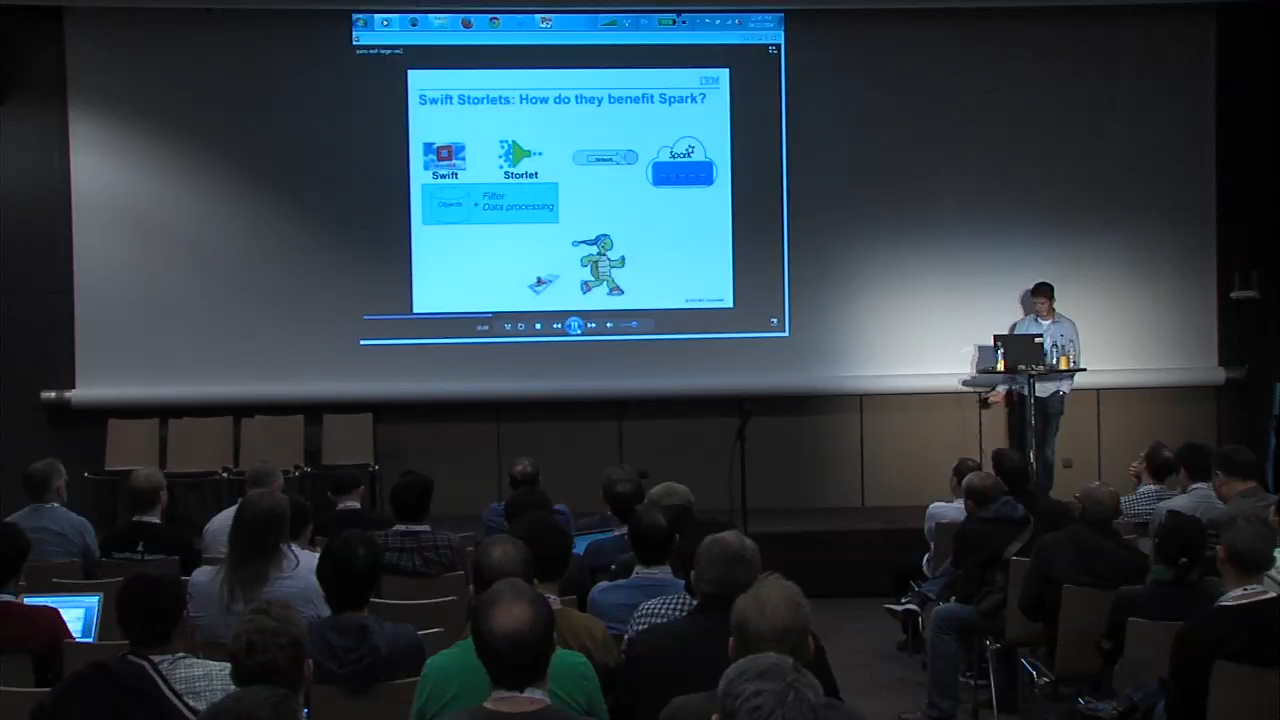 IBM
Swift Storlets: How do they benefit Spark?
Spark
Swift
Storlet
Objects
+
Filter
Data processing